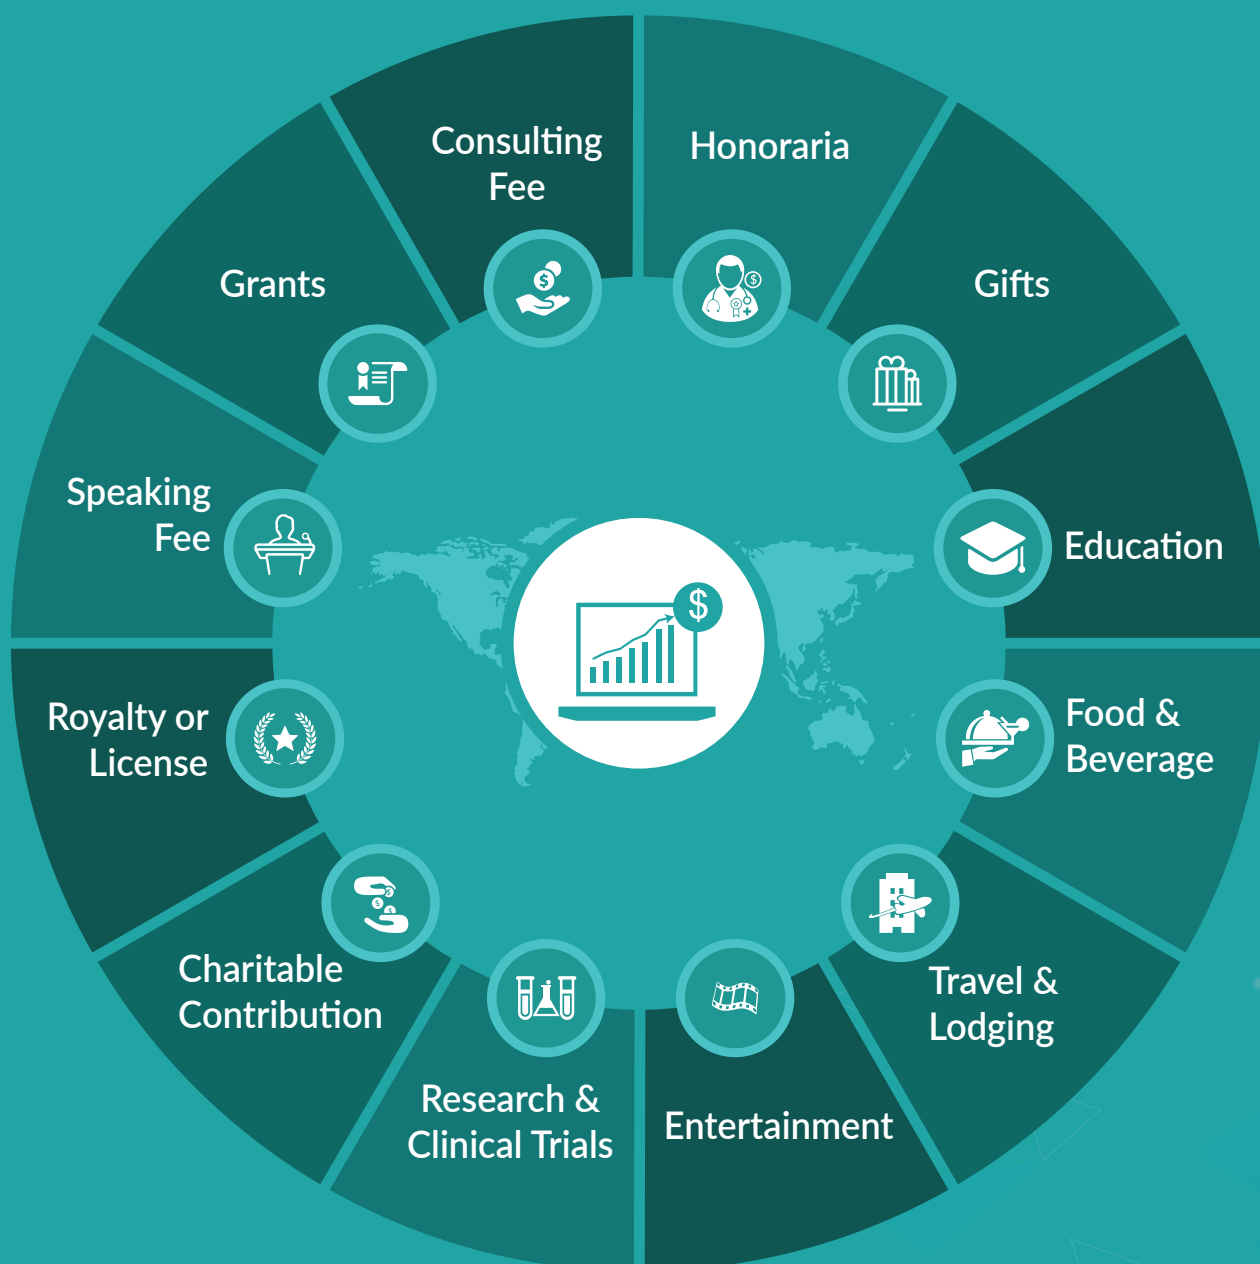 Consulting
Fee
Honoraria
Grants
Gifts
Speaking
Fee
Education
$
Royalty or
License
Food &
Beverage
Charitable
Contribution
Travel &
Lodging
Research &
Clinical Trials
Entertainment